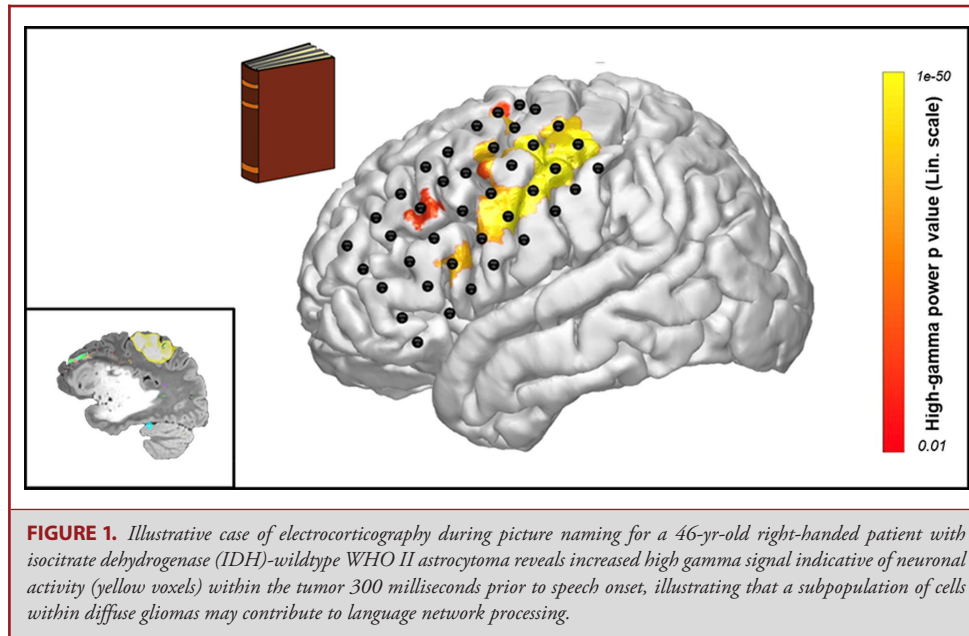 1e-50
High-gamma power p value (Lin. scale)
0.01
FIGURE 1. Illustrative case of electrocorticography during picture naming for a 46-yr-old right-handed patient with
isocitrate dehydrogenase (IDH)-wildtype WHO II astrocytoma reveals increased high gamma signal indicative of neuronal
activity (yellow voxels) within the tumor 300 milliseconds prior to speech onset, illustrating that a subpopulation of cells
within diffuse gliomas may contribute to language network processing.